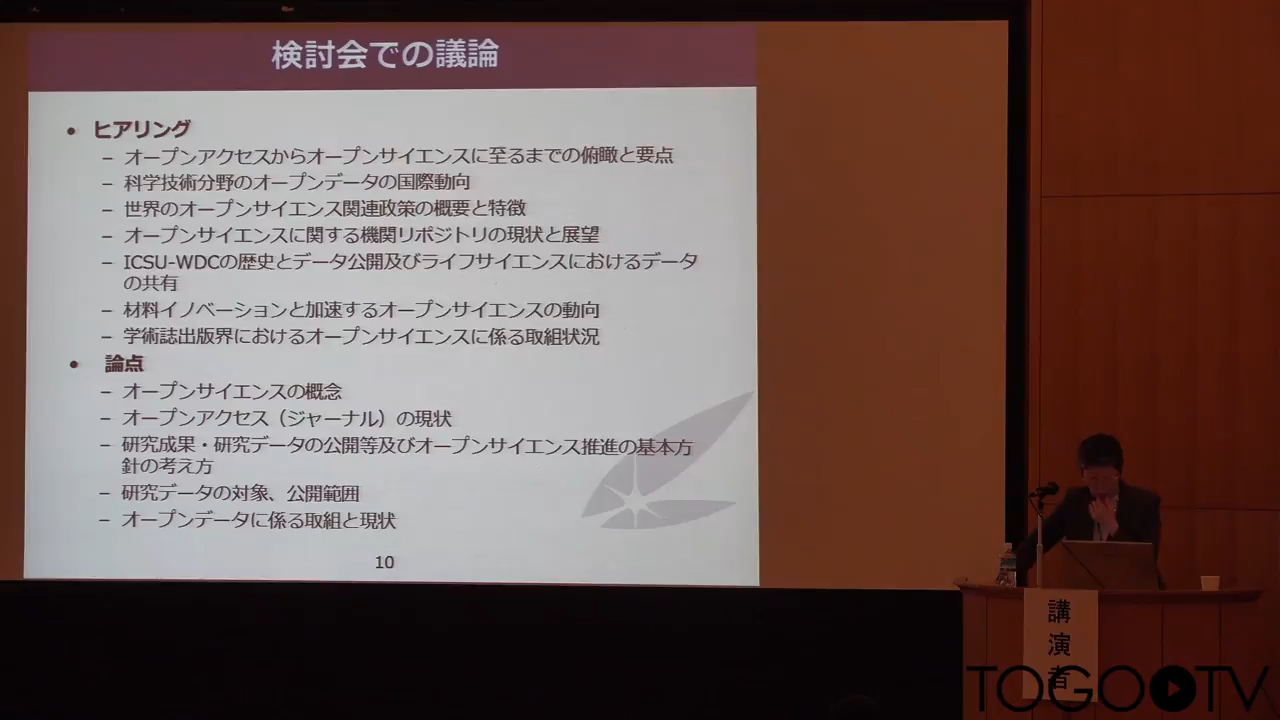 検討会での議論
• ヒアリング
– オープンアクセスからオープンサイエンスに至るまでの俯瞰と要点
– 科学技術分野のオープンデータの国際動向
– 世界のオープンサイエンス関連政策の概要と特徴
– オープンサイエンスに関する機関リポジトリの現状と展望
– ICSU-WDCの歴史とデータ公開及びライフサイエンスにおけるデータ
の共有
– 材料イノベーションと加速するオープンサイエンスの動向
– 学術誌出版界におけるオープンサイエンスに係る取組状況
• 論点
– オープンサイエンスの概念
– オープンアクセス（ジャーナル）の現状
– 研究成果・研究データの公開等及びオープンサイエンス推進の基本方
針の考え方
– 研究データの対象、公開範囲
– オープンデータに係る取組と現状
10
講演者
TOGOTV